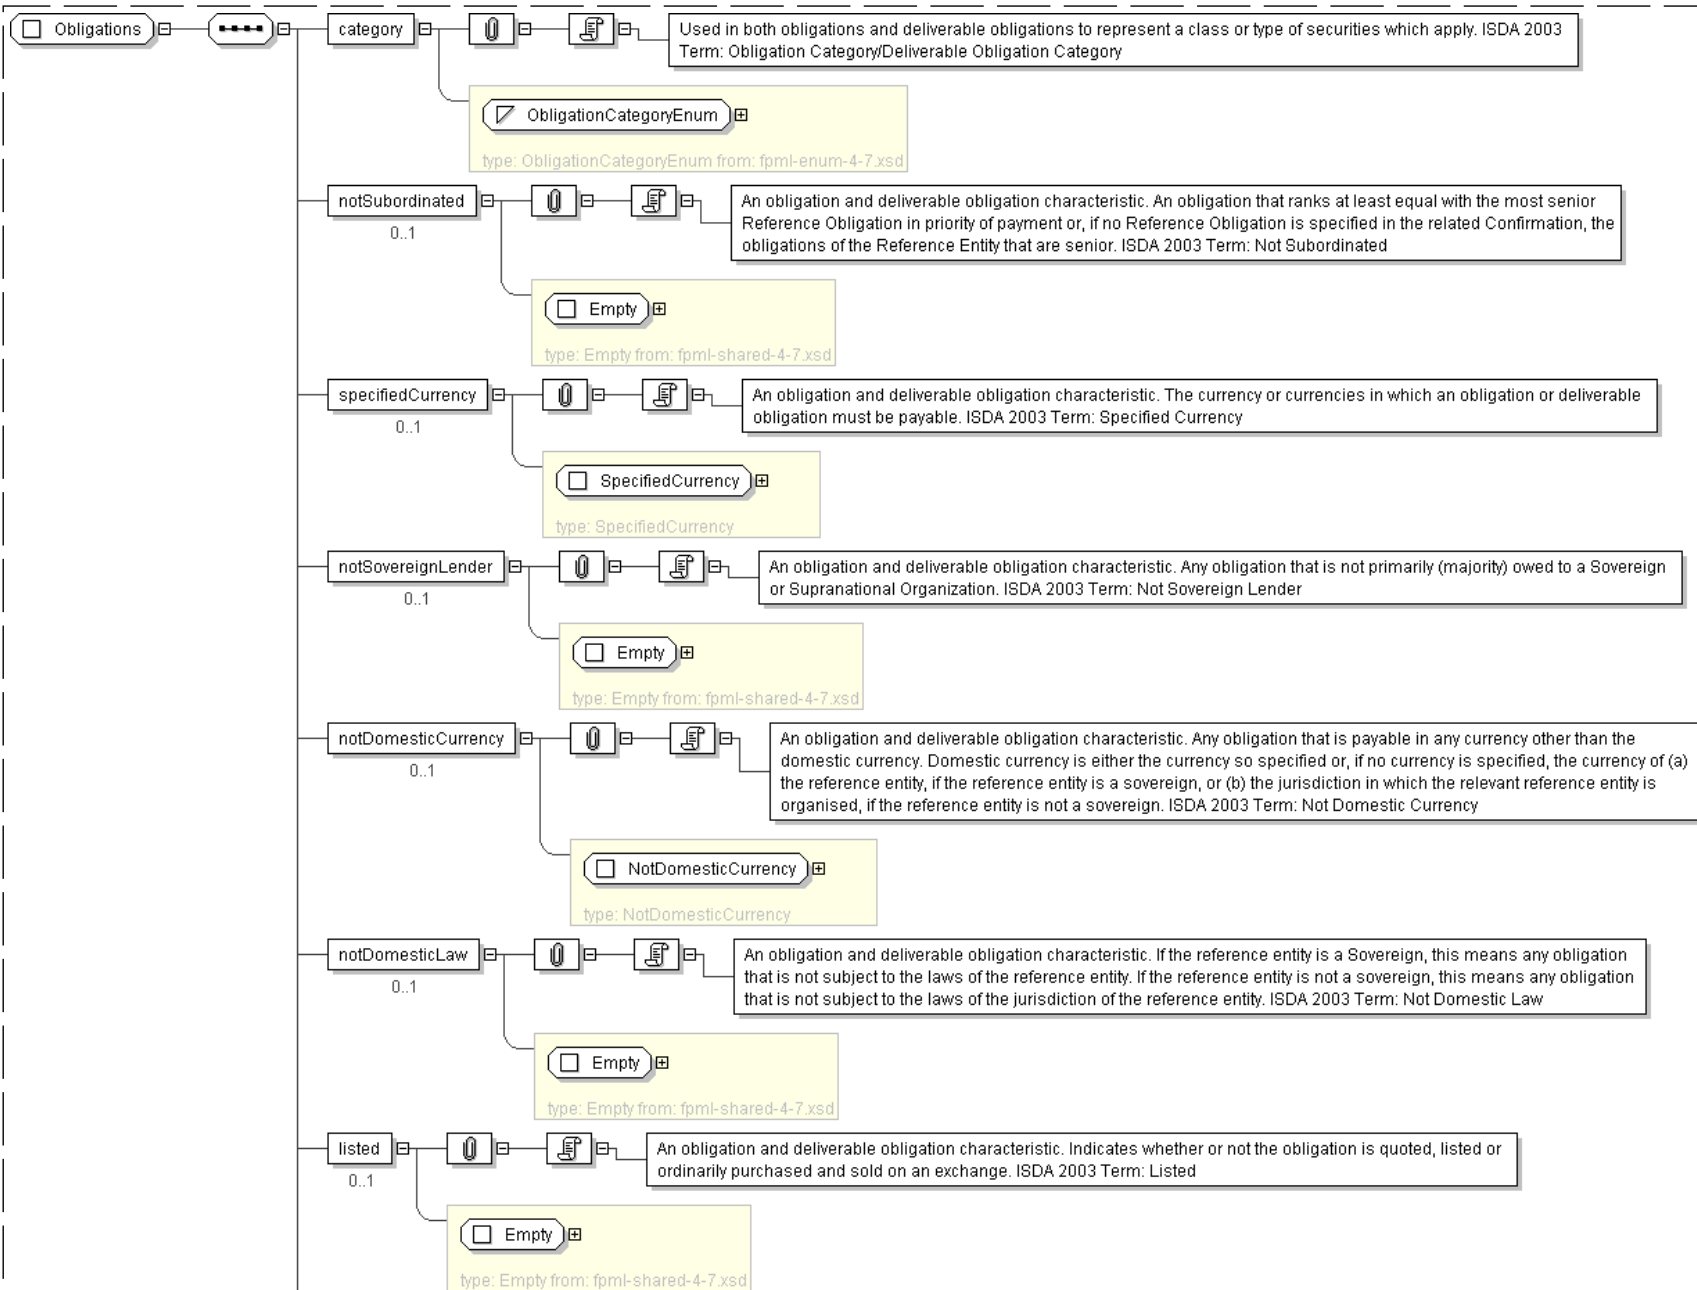 Obligations
category
Used in both obligations and deliverable obligations to represent a class or type of securities which apply. ISDA 2003
Term: Obligation Category/Deliverable Obligation Category
ObligationCategoryEnum
type: ObligationCategoryEnum from: fpml-enum-4-7.xsd
notSubordinated
0..1
An obligation and deliverable obligation characteristic. An obligation that ranks at least equal with the most senior
Reference Obligation in priority of payment or, if no Reference Obligation is specified in the related Confirmation, the
obligations of the Reference Entity that are senior. ISDA 2003 Term: Not Subordinated
Empty
type: Empty from: fpml-shared-4-7.xsd
specifiedCurrency
0..1
An obligation and deliverable obligation characteristic. The currency or currencies in which an obligation or deliverable
obligation must be payable. ISDA 2003 Term: Specified Currency
SpecifiedCurrency
type: SpecifiedCurrency
notSovereignLender
0..1
An obligation and deliverable obligation characteristic. Any obligation that is not primarily (majority) owed to a Sovereign
or Supranational Organization. ISDA 2003 Term: Not Sovereign Lender
Empty
type: Empty from: fpml-shared-4-7.xsd
notDomesticCurrency
0..1
An obligation and deliverable obligation characteristic. Any obligation that is payable in any currency other than the
domestic currency. Domestic currency is either the currency so specified or, if no currency is specified, the currency of (a)
the reference entity, if the reference entity is a sovereign, or (b) the jurisdiction in which the relevant reference entity is
organised, if the reference entity is not a sovereign. ISDA 2003 Term: Not Domestic Currency
NotDomesticCurrency
type: NotDomesticCurrency
notDomesticLaw
0..1
An obligation and deliverable obligation characteristic. If the reference entity is a Sovereign, this means any obligation
that is not subject to the laws of the reference entity. If the reference entity is not a sovereign, this means any obligation
that is not subject to the laws of the jurisdiction of the reference entity. ISDA 2003 Term: Not Domestic Law
Empty
type: Empty from: fpml-shared-4-7.xsd
listed
0..1
An obligation and deliverable obligation characteristic. Indicates whether or not the obligation is quoted, listed or
ordinarily purchased and sold on an exchange. ISDA 2003 Term: Listed
Empty
type: Empty from: fpml-shared-4-7.xsd